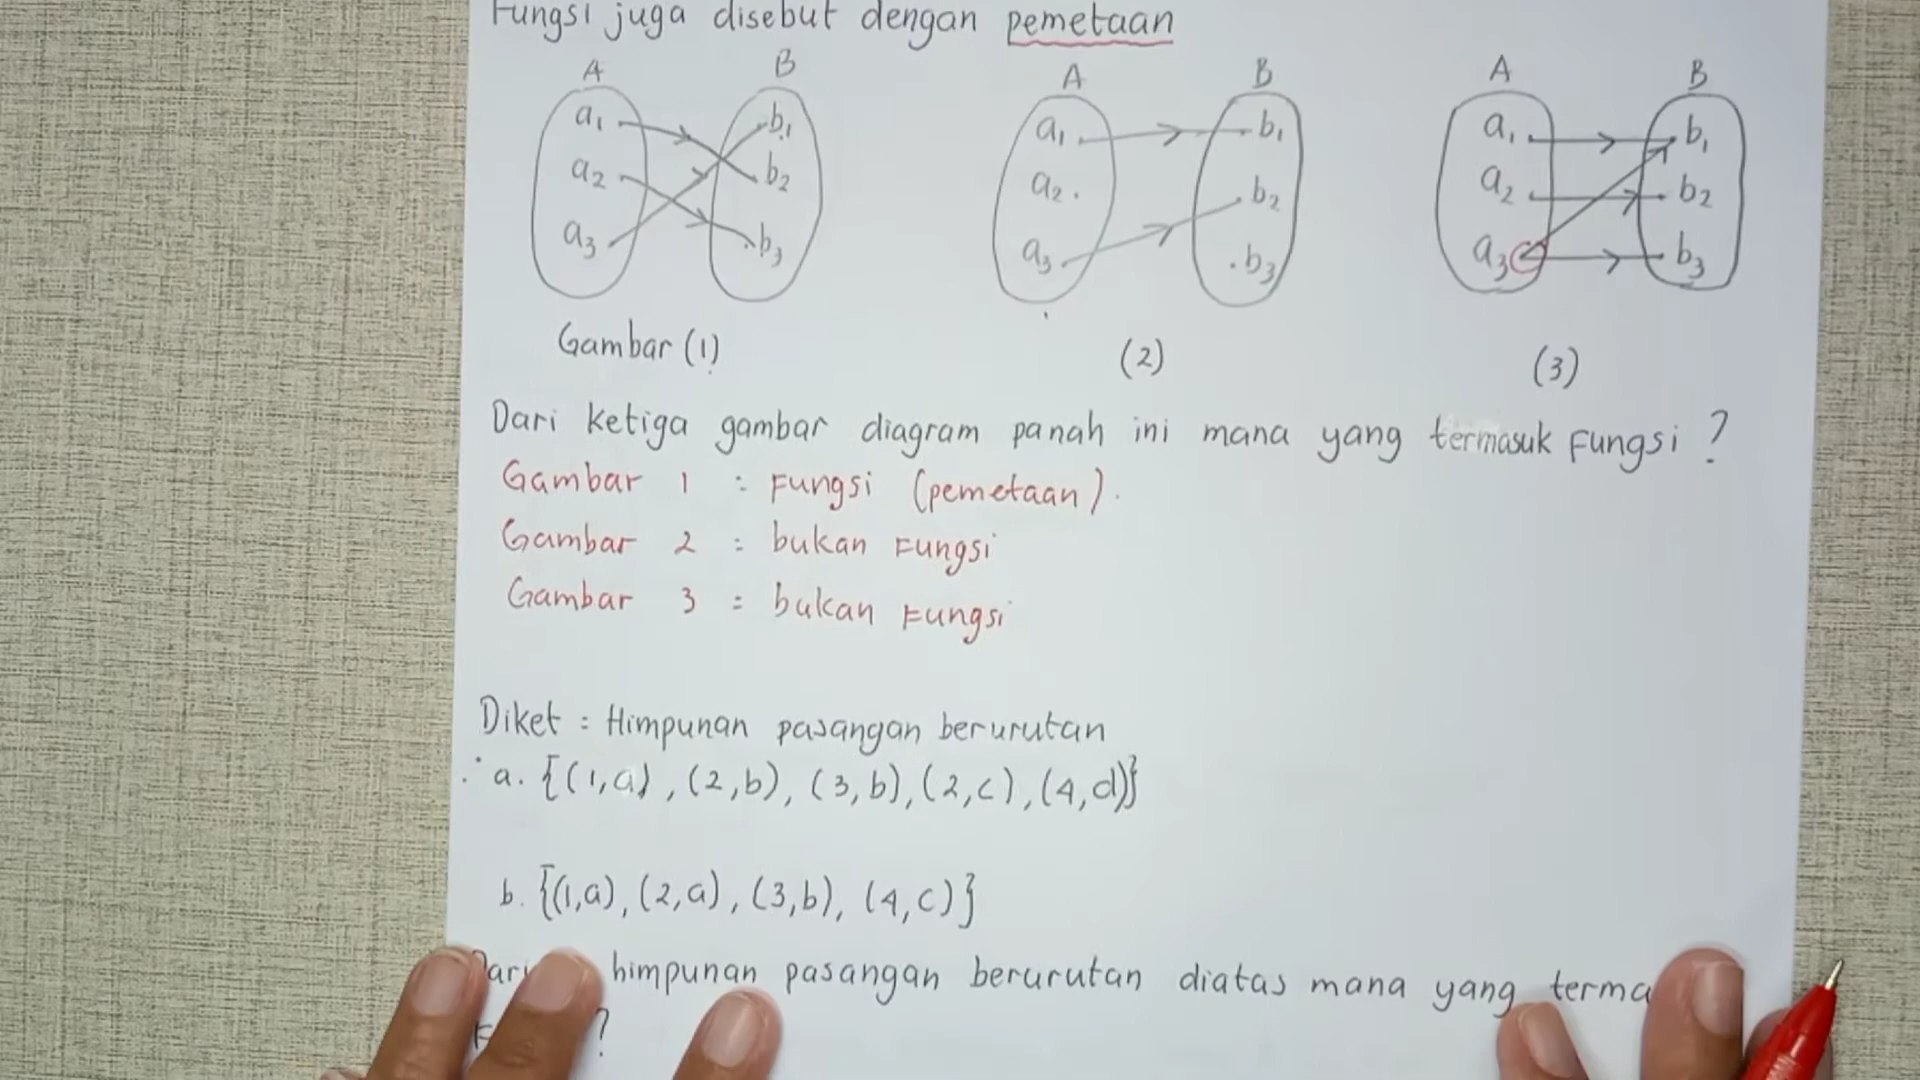 Fungsi juga disebut dengan pemetaan
A B A B A B
a1 b1 a1 b1 a1 b1
a2 b2 a2. b2 a2 b2
a3 .b3 a3 .b3 a3 b3
Gambar (1) (2) (3)
Dari ketiga gambar diagram panah ini mana yang termasuk Fungsi ?
Gambar 1 : Fungsi (pemetaan).
Gambar 2 = bukan Fungsi
Gambar 3 = bukan Fungsi
Diket = Himpunan pasangan berurutan
a. {(1,a), (2,b), (3,b), (2,c), (4,d)}
b. {(1,a), (2,a), (3,b), (4,c)}
himpunan pasangan berurutan diatas mana yang terma
?